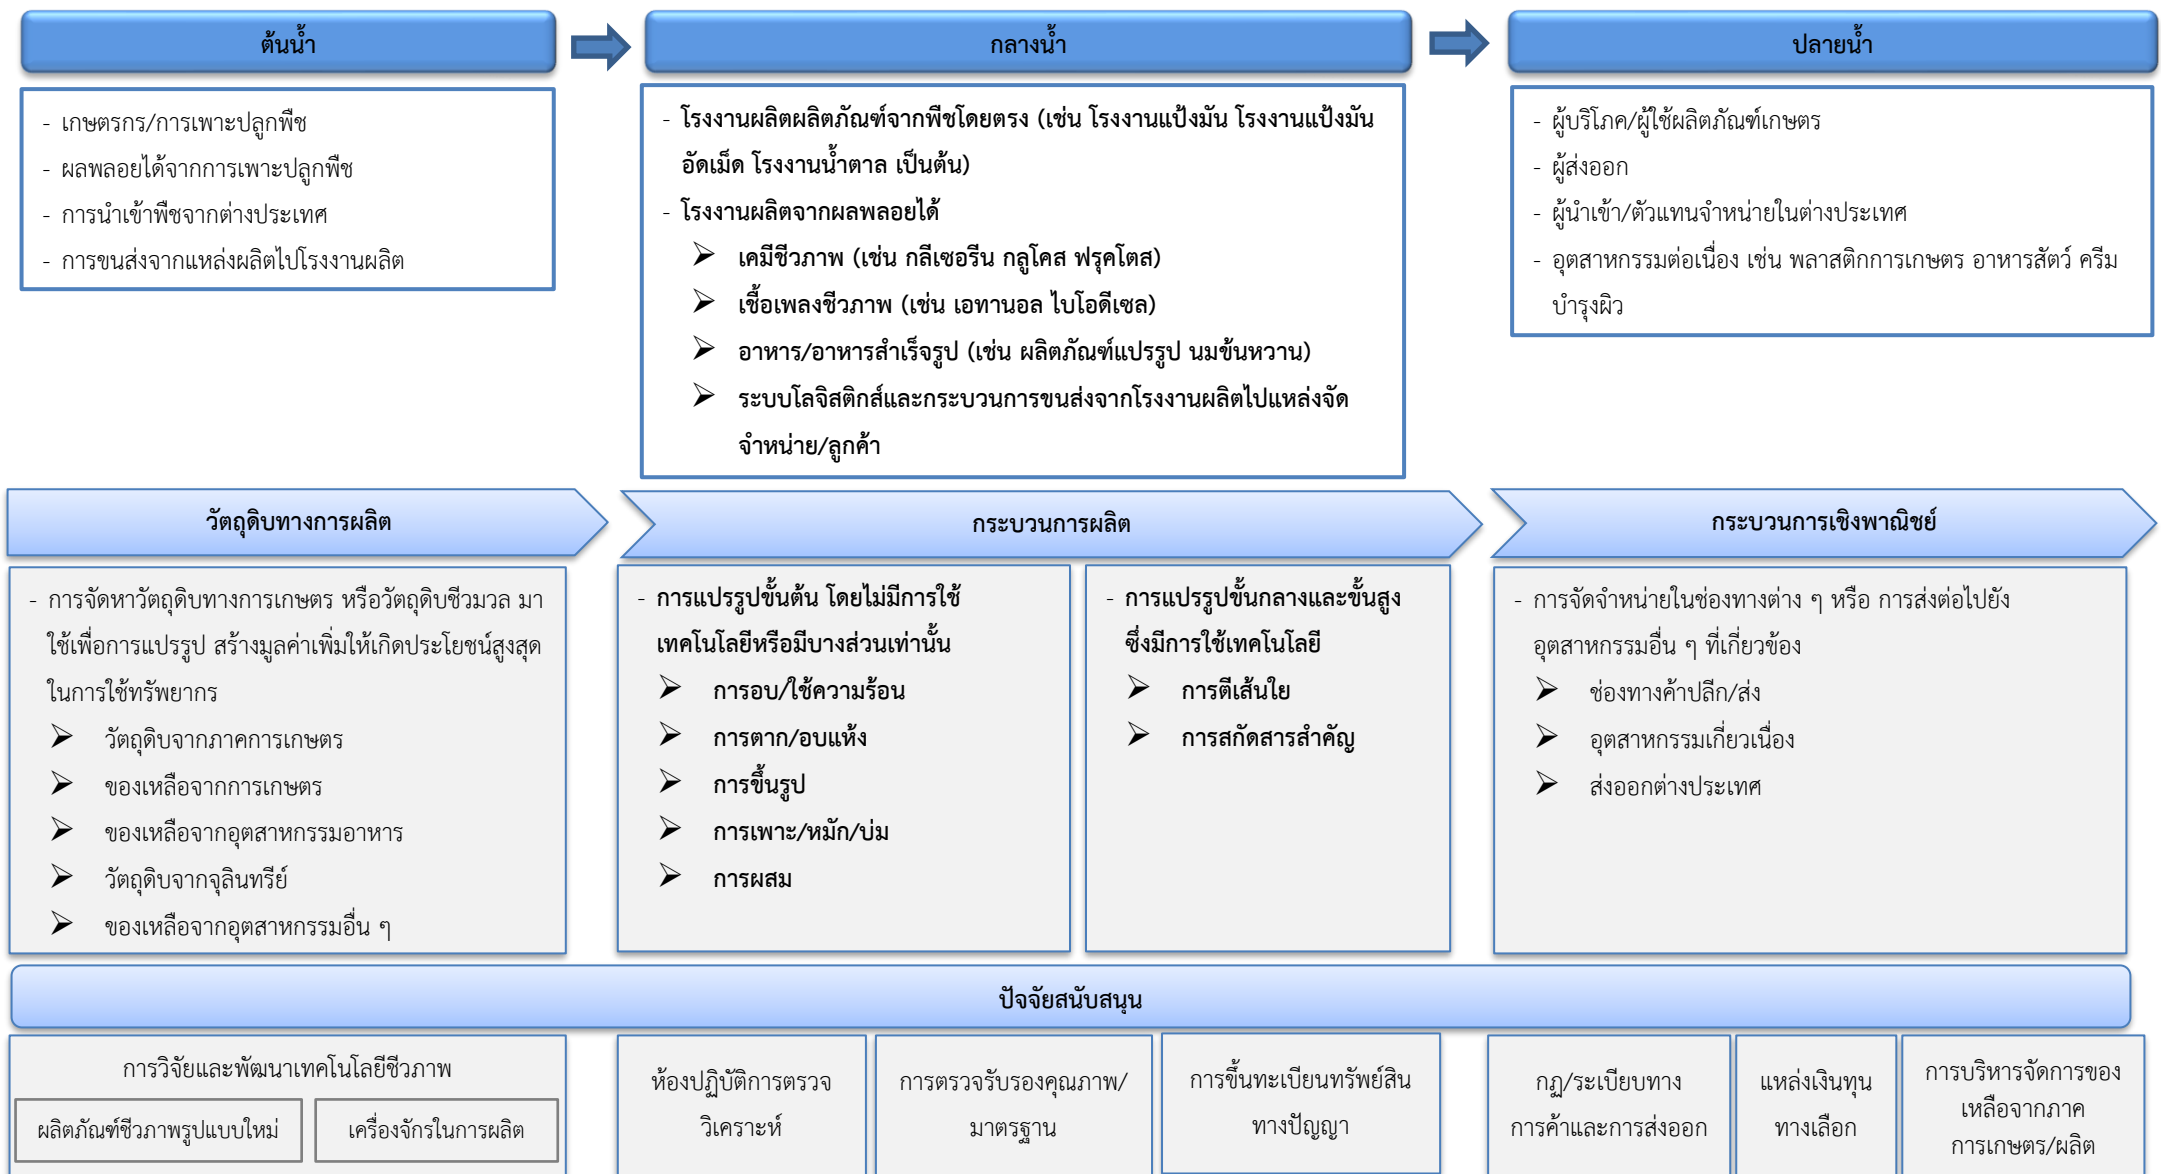 ต้นน้ำ
กลางน้ำ
ปลายน้ำ
- เกษตรกร/การเพาะปลูกพืช
- ผลพลอยได้จากการเพาะปลูกพืช
- การนำเข้าพืชจากต่างประเทศ
- การขนส่งจากแหล่งผลิตไปโรงงานผลิต
- โรงงานผลิตผลิตภัณฑ์จากพืชโดยตรง (เช่น โรงงานแป้งมัน โรงงานแป้งมัน
อัดเม็ด โรงงานน้ำตาล เป็นต้น)
- โรงงานผลิตจากผลพลอยได้
➢ เคมีชีวภาพ (เช่น กลีเซอรีน กลูโคส ฟรุคโตส)
➢ เชื้อเพลงชีวภาพ (เช่น เอทานอล ไบโอดีเซล)
➢ อาหาร/อาหารสำเร็จรูป (เช่น ผลิตภัณฑ์แปรรูป นมข้นหวาน)
➢ ระบบโลจิสติกส์และกระบวนการขนส่งจากโรงงานผลิตไปแหล่งจัด
จำหน่าย/ลูกค้า
- ผู้บริโภค/ผู้ใช้ผลิตภัณฑ์เกษตร
- ผู้ส่งออก
- ผู้นำเข้า/ตัวแทนจำหน่ายในต่างประเทศ
- อุตสาหกรรมต่อเนื่อง เช่น พลาสติกการเกษตร อาหารสัตว์ ครีม
บำรุงผิว
วัตถุดิบทางการผลิต
กระบวนการผลิต
กระบวนการเชิงพาณิชย์
- การจัดหาวัตถุดิบทางการเกษตร หรือวัตถุดิบชีวมวล มา
ใช้เพื่อการแปรรูป สร้างมูลค่าเพิ่มให้เกิดประโยชน์สูงสุด
ในการใช้ทรัพยากร
➢ วัตถุดิบจากภาคการเกษตร
➢ ของเหลือจากการเกษตร
➢ ของเหลือจากอุตสาหกรรมอาหาร
➢ วัตถุดิบจากจุลินทรีย์
➢ ของเหลือจากอุตสาหกรรมอื่น ๆ
- การแปรรูปขั้นต้น โดยไม่มีการใช้
เทคโนโลยีหรือมีบางส่วนเท่านั้น
➢ การอบ/ใช้ความร้อน
➢ การตาก/อบแห้ง
➢ การขึ้นรูป
➢ การเพาะ/หมัก/บ่ม
➢ การผสม
- การแปรรูปขั้นกลางและขั้นสูง
ซึ่งมีการใช้เทคโนโลยี
➢ การตีเส้นใย
➢ การสกัดสารสำคัญ
- การจัดจำหน่ายในช่องทางต่าง ๆ หรือ การส่งต่อไปยัง
อุตสาหกรรมอื่น ๆ ที่เกี่ยวข้อง
➢ ช่องทางค้าปลีก/ส่ง
➢ อุตสาหกรรมเกี่ยวเนื่อง
➢ ส่งออกต่างประเทศ
ปัจจัยสนับสนุน
การวิจัยและพัฒนาเทคโนโลยีชีวภาพ
ผลิตภัณฑ์ชีวภาพรูปแบบใหม่
เครื่องจักรในการผลิต
ห้องปฏิบัติการตรวจ
วิเคราะห์
การตรวจรับรองคุณภาพ/
มาตรฐาน
การขึ้นทะเบียนทรัพย์สิน
ทางปัญญา
กฎ/ระเบียบทาง
การค้าและการส่งออก
แหล่งเงินทุน
ทางเลือก
การบริหารจัดการของ
เหลือจากภาค
การเกษตร/ผลิต